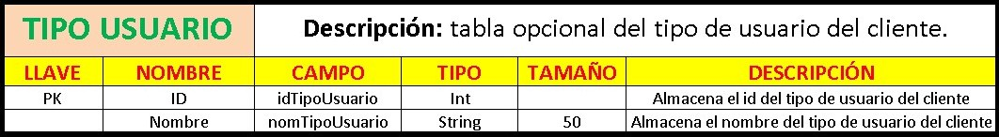 TIPO USUARIO Descripción: tabla opcional del tipo de usuario del cliente.
LLAVE NOMBRE CAMPO TIPO TAMAÑO DESCRIPCIÓN
PK ID idTipoUsuario Int Almacena el id del tipo de usuario del cliente
Nombre nomTipoUsuario String 50 Almacena el nombre del tipo de usuario del cliente